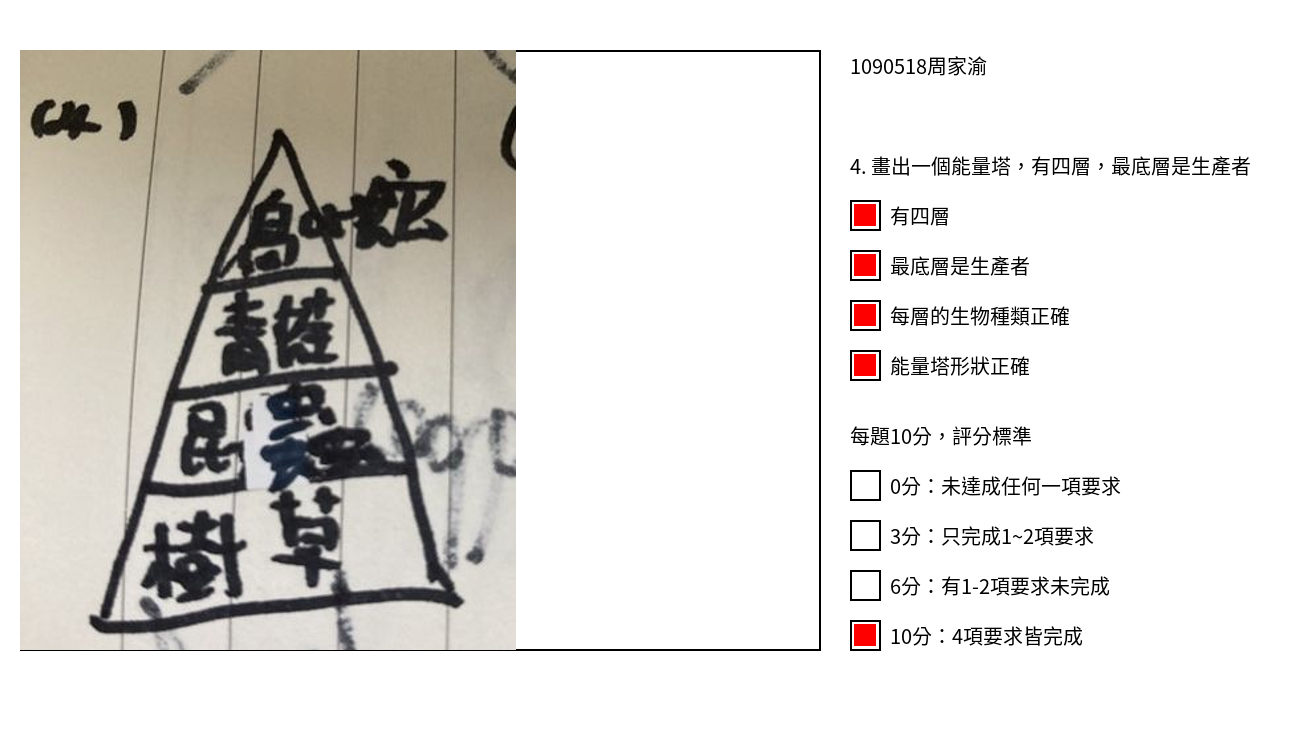 (4)
鳥or蛇
青蛙
昆蟲
樹 草
1090518周家渝
4. 畫出一個能量塔，有四層，最底層是生產者
有四層
最底層是生產者
每層的生物種類正確
能量塔形狀正確
每題10分，評分標準
0分：未達成任何一項要求
3分：只完成1~2項要求
6分：有1-2項要求未完成
10分：4項要求皆完成